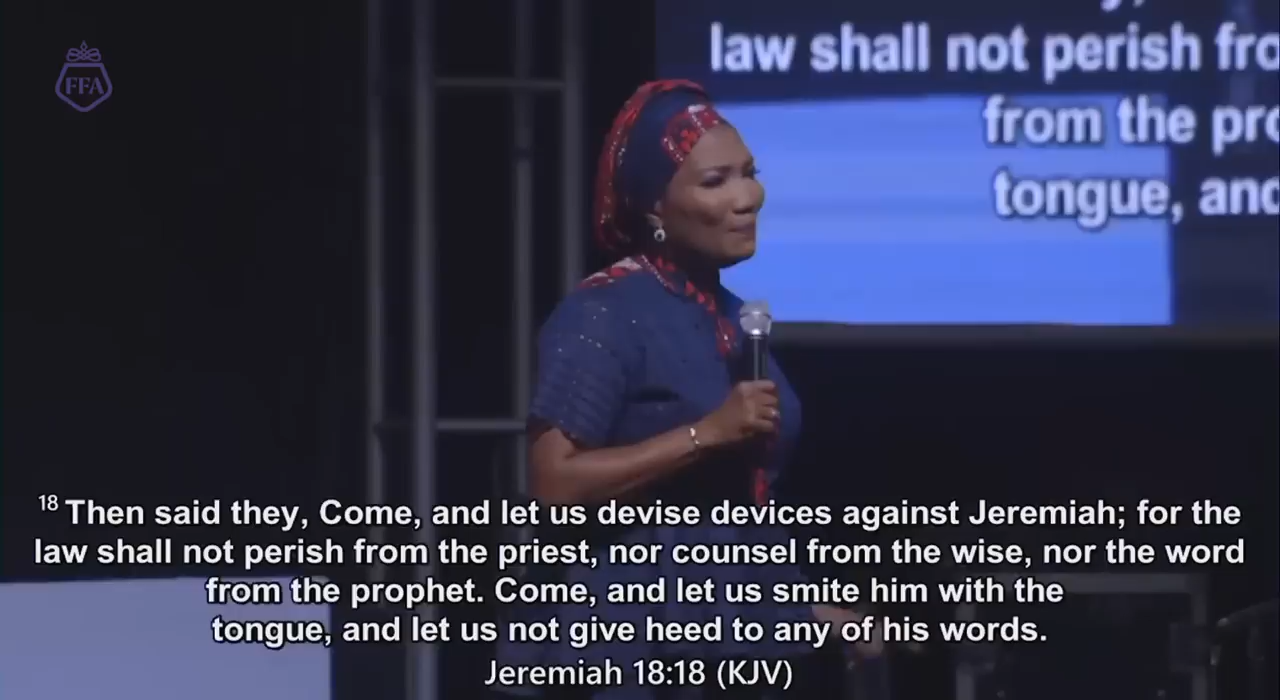 FFA
law shall not perish fro
from the pro
tongue, and
18 Then said they, Come, and let us devise devices against Jeremiah; for the
law shall not perish from the priest, nor counsel from the wise, nor the word
from the prophet. Come, and let us smite him with the
tongue, and let us not give heed to any of his words.
Jeremiah 18:18 (KJV)